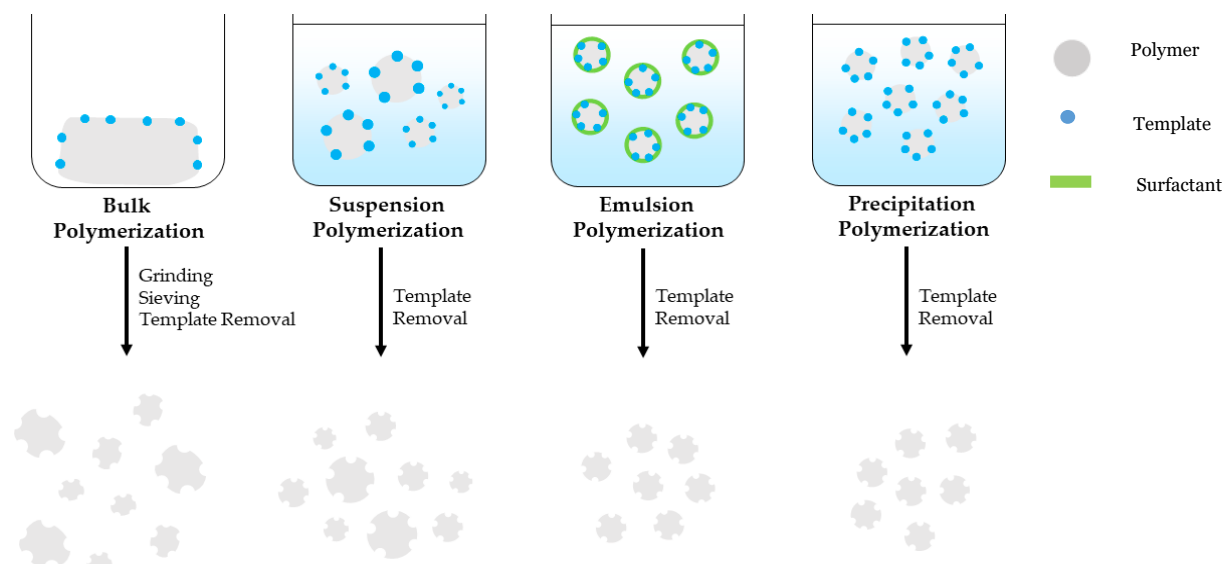 Polymer
Template
Surfactant
Bulk
Polymerization
Suspension
Polymerization
Emulsion
Polymerization
Precipitation
Polymerization
Grinding
Sieving
Template Removal
Template
Removal
Template
Removal
Template
Removal